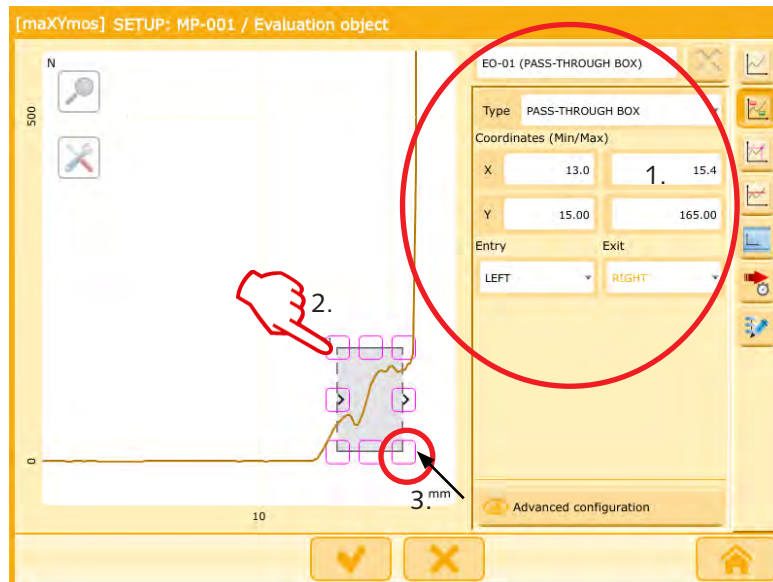 [maXYmos] SETUP: MP-001 / Evaluation object
N
500
0
10
mm
2.
3.
EO-01 (PASS-THROUGH BOX)
Type PASS-THROUGH BOX
Coordinates (Min/Max)
X 13.0 15.4
1.
Y 15.00 165.00
Entry Exit
LEFT RIGHT
Advanced configuration